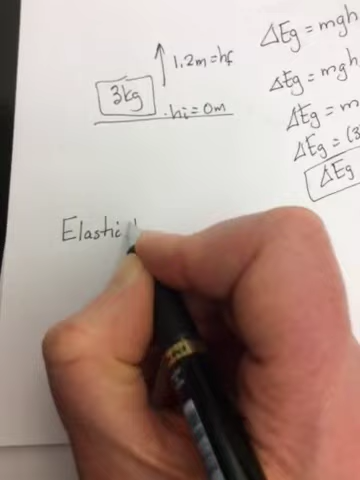 1.2m=hf
3kg
hi=0m
ΔEg = mgh
ΔEg = mgh
ΔEg = m
ΔEg = (3
ΔEg
Elastic